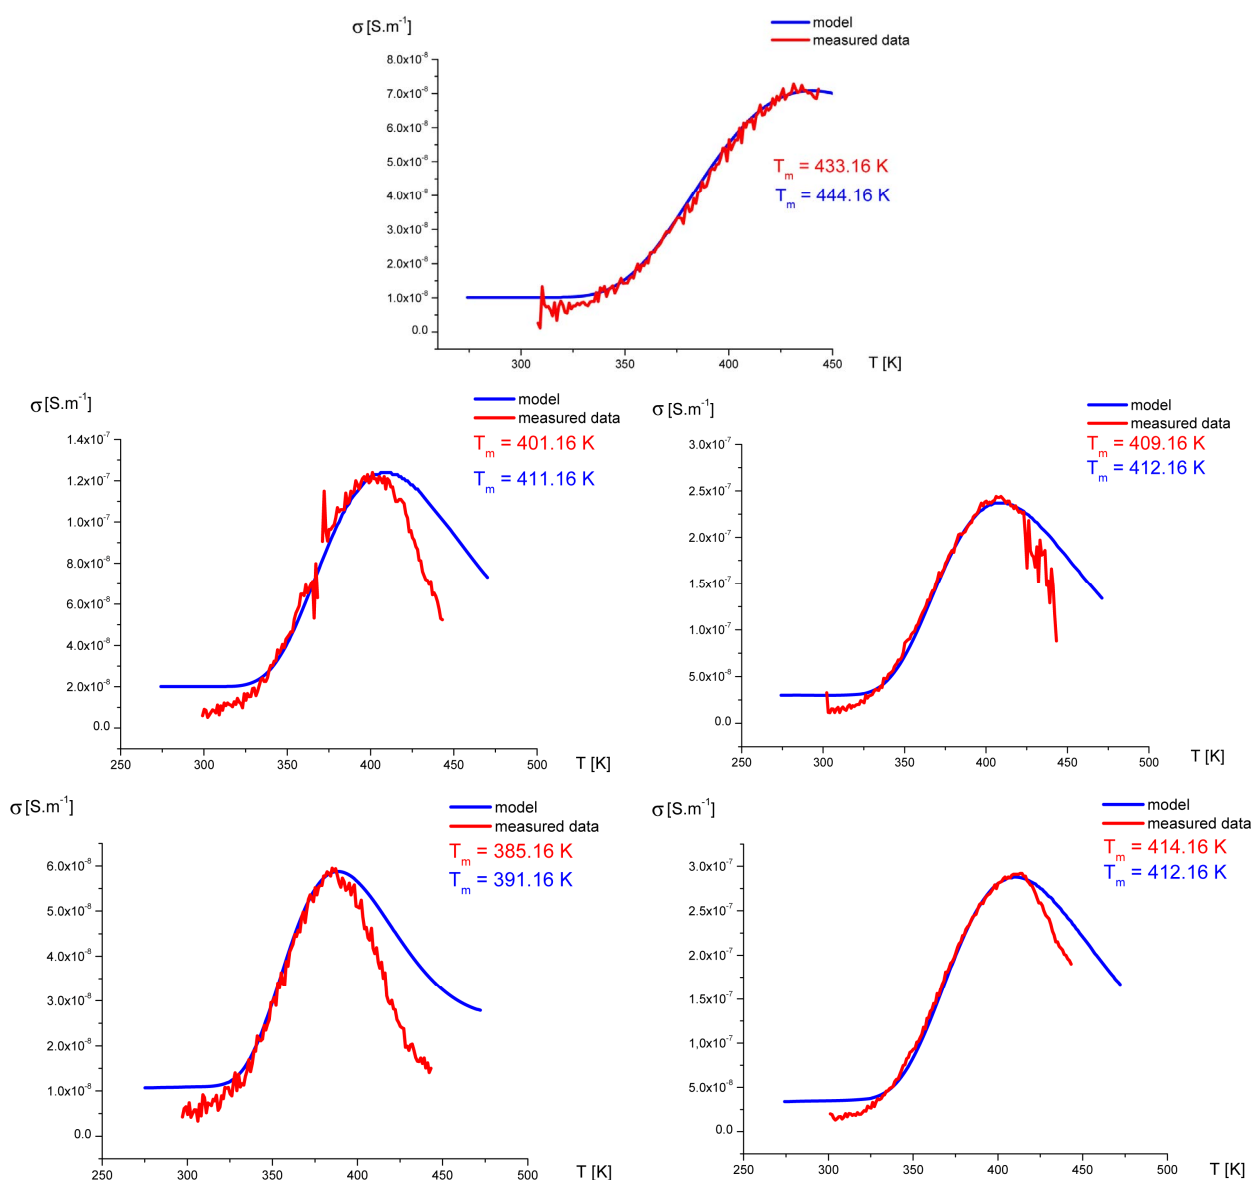 σ [S.m⁻¹]
model
measured data
8.0x10⁻⁸
7.0x10⁻⁸
6.0x10⁻⁸
5.0x10⁻⁸
4.0x10⁻⁸
3.0x10⁻⁸
2.0x10⁻⁸
1.0x10⁻⁸
0.0
Tm = 433.16 K
Tm = 444.16 K
300 350 400 450
T [K]
σ [S.m⁻¹]
model
measured data
Tm = 401.16 K
Tm = 411.16 K
1.4x10⁻⁷
1.2x10⁻⁷
1.0x10⁻⁷
8.0x10⁻⁸
6.0x10⁻⁸
4.0x10⁻⁸
2.0x10⁻⁸
0.0
250 300 350 400 450 500
T [K]
σ [S.m⁻¹]
model
measured data
Tm = 409.16 K
Tm = 412.16 K
3.0x10⁻⁷
2.5x10⁻⁷
2.0x10⁻⁷
1.5x10⁻⁷
1.0x10⁻⁷
5.0x10⁻⁸
0.0
250 300 350 400 450 500
T [K]
σ [S.m⁻¹]
model
measured data
Tm = 385.16 K
Tm = 391.16 K
6.0x10⁻⁸
5.0x10⁻⁸
4.0x10⁻⁸
3.0x10⁻⁸
2.0x10⁻⁸
1.0x10⁻⁸
0.0
250 300 350 400 450 500
T [K]
σ [S.m⁻¹]
model
measured data
Tm = 414.16 K
Tm = 412.16 K
3.0x10⁻⁷
2.5x10⁻⁷
2.0x10⁻⁷
1.5x10⁻⁷
1.0x10⁻⁷
5.0x10⁻⁸
0.0
250 300 350 400 450 500
T [K]